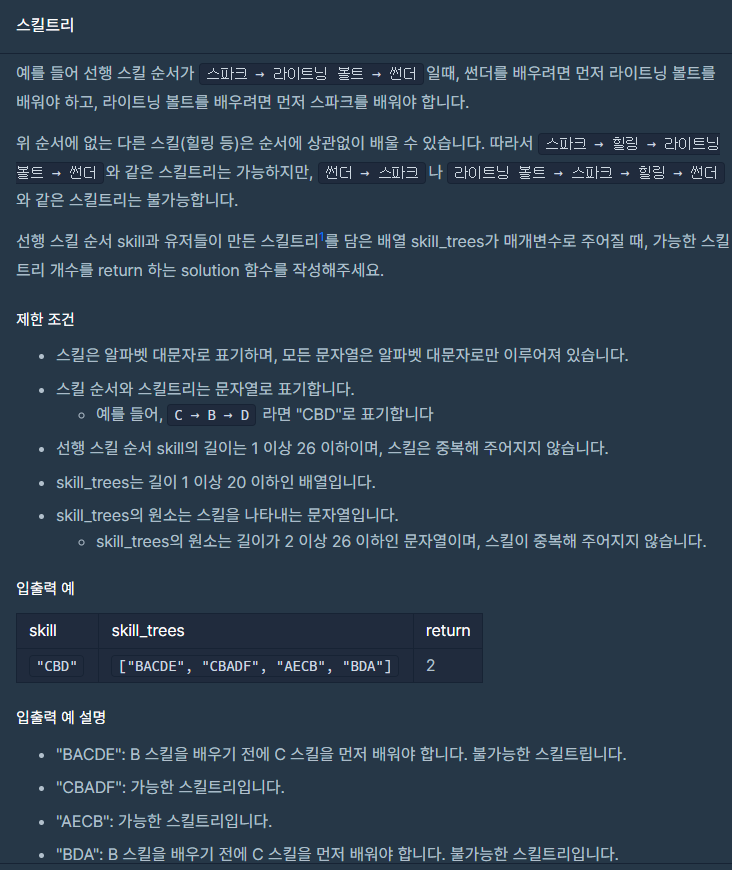 스킬트리
예를 들어 선행 스킬 순서가 스파크 → 라이트닝 볼트 → 썬더 일때, 썬더를 배우려면 먼저 라이트닝 볼트를
배워야 하고, 라이트닝 볼트를 배우려면 먼저 스파크를 배워야 합니다.
위 순서에 없는 다른 스킬(힐링 등)은 순서에 상관없이 배울 수 있습니다. 따라서 스파크 → 힐링 → 라이트닝
볼트 → 썬더 와 같은 스킬트리는 가능하지만, 썬더 → 스파크 나 라이트닝 볼트 → 스파크 → 힐링 → 썬더
와 같은 스킬트리는 불가능합니다.
선행 스킬 순서 skill과 유저들이 만든 스킬트리1를 담은 배열 skill_trees가 매개변수로 주어질 때, 가능한 스킬
트리 개수를 return 하는 solution 함수를 작성해주세요.
제한 조건
• 스킬은 알파벳 대문자로 표기하며, 모든 문자열은 알파벳 대문자로만 이루어져 있습니다.
• 스킬 순서와 스킬트리는 문자열로 표기합니다.
◦ 예를 들어, C → B → D 라면 "CBD"로 표기합니다
• 선행 스킬 순서 skill의 길이는 1 이상 26 이하이며, 스킬은 중복해 주어지지 않습니다.
• skill_trees는 길이 1 이상 20 이하인 배열입니다.
• skill_trees의 원소는 스킬을 나타내는 문자열입니다.
◦ skill_trees의 원소는 길이가 2 이상 26 이하인 문자열이며, 스킬이 중복해 주어지지 않습니다.
입출력 예
skill skill_trees return
"CBD" ["BACDE", "CBADF", "AECB", "BDA"] 2
입출력 예 설명
• "BACDE": B 스킬을 배우기 전에 C 스킬을 먼저 배워야 합니다. 불가능한 스킬트립니다.
• "CBADF": 가능한 스킬트리입니다.
• "AECB": 가능한 스킬트리입니다.
• "BDA": B 스킬을 배우기 전에 C 스킬을 먼저 배워야 합니다. 불가능한 스킬트리입니다.